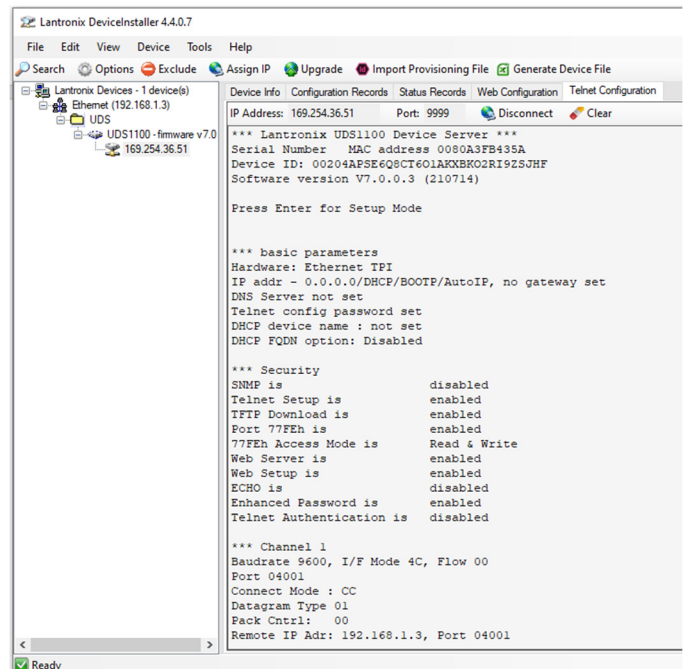 Lantronix DeviceInstaller 4.4.0.7
File Edit View Device Tools Help
Search Options Exclude Assign IP Upgrade Import Provisioning File Generate Device File
Lantronix Devices - 1 device(s)
Ethernet (192.168.1.3)
UDS
UDS1100 - firmware v7.0
169.254.36.51
Device Info Configuration Records Status Records Web Configuration Telnet Configuration
IP Address: 169.254.36.51 Port: 9999 Disconnect Clear
*** Lantronix UDS1100 Device Server ***
Serial Number MAC address 0080A3FB435A
Device ID: 00204APSE6Q8CT6O1AKXBKO2RI9ZSJHF
Software version V7.0.0.3 (210714)
Press Enter for Setup Mode
*** basic parameters
Hardware: Ethernet TPI
IP addr - 0.0.0.0/DHCP/BOOTP/AutoIP, no gateway set
DNS Server not set
Telnet config password set
DHCP device name : not set
DHCP FQDN option: Disabled
*** Security
SNMP is disabled
Telnet Setup is enabled
TFTP Download is enabled
Port 77FEh is enabled
77FEh Access Mode is Read & Write
Web Server is enabled
Web Setup is enabled
ECHO is disabled
Enhanced Password is enabled
Telnet Authentication is disabled
*** Channel 1
Baudrate 9600, I/F Mode 4C, Flow 00
Port 04001
Connect Mode : CC
Datagram Type 01
Pack Cntrl: 00
Remote IP Adr: 192.168.1.3, Port 04001
Ready